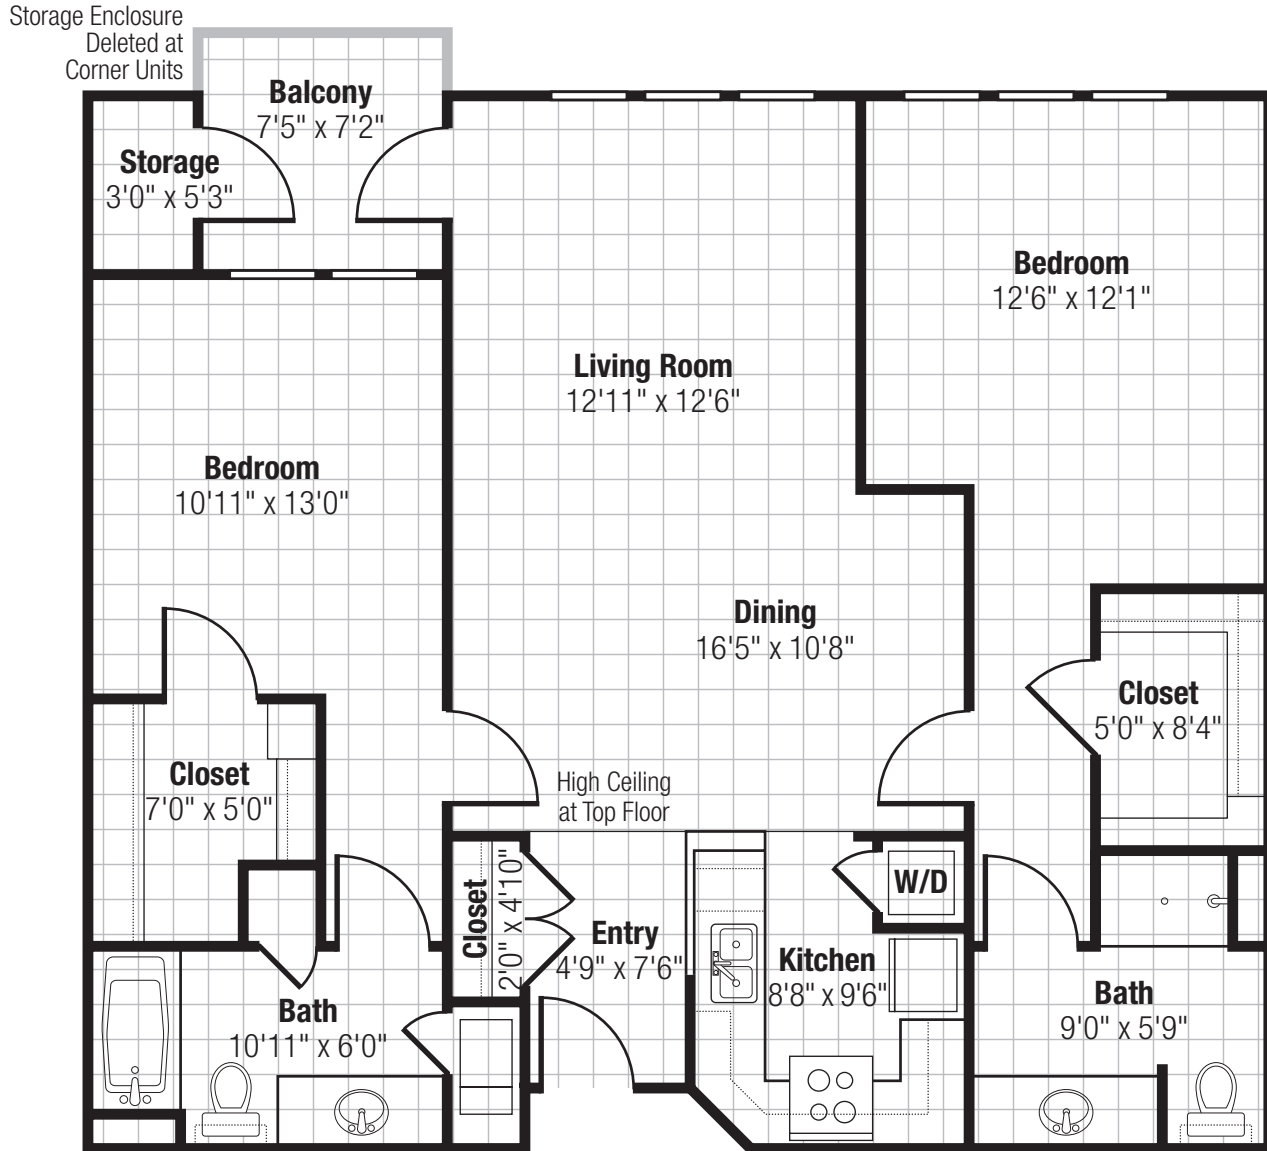 Storage Enclosure
Deleted at
Corner Units
Balcony
7'5" x 7'2"
Storage
3'0" x 5'3"
Bedroom
12'6" x 12'1"
Living Room
12'11" x 12'6"
Bedroom
10'11" x 13'0"
Dining
16'5" x 10'8"
Closet
5'0" x 8'4"
Closet
7'0" x 5'0"
High Ceiling
at Top Floor
Closet
2'0" x 4'10"
W/D
Entry
4'9" x 7'6"
Kitchen
8'8" x 9'6"
Bath
10'11" x 6'0"
Bath
9'0" x 5'9"